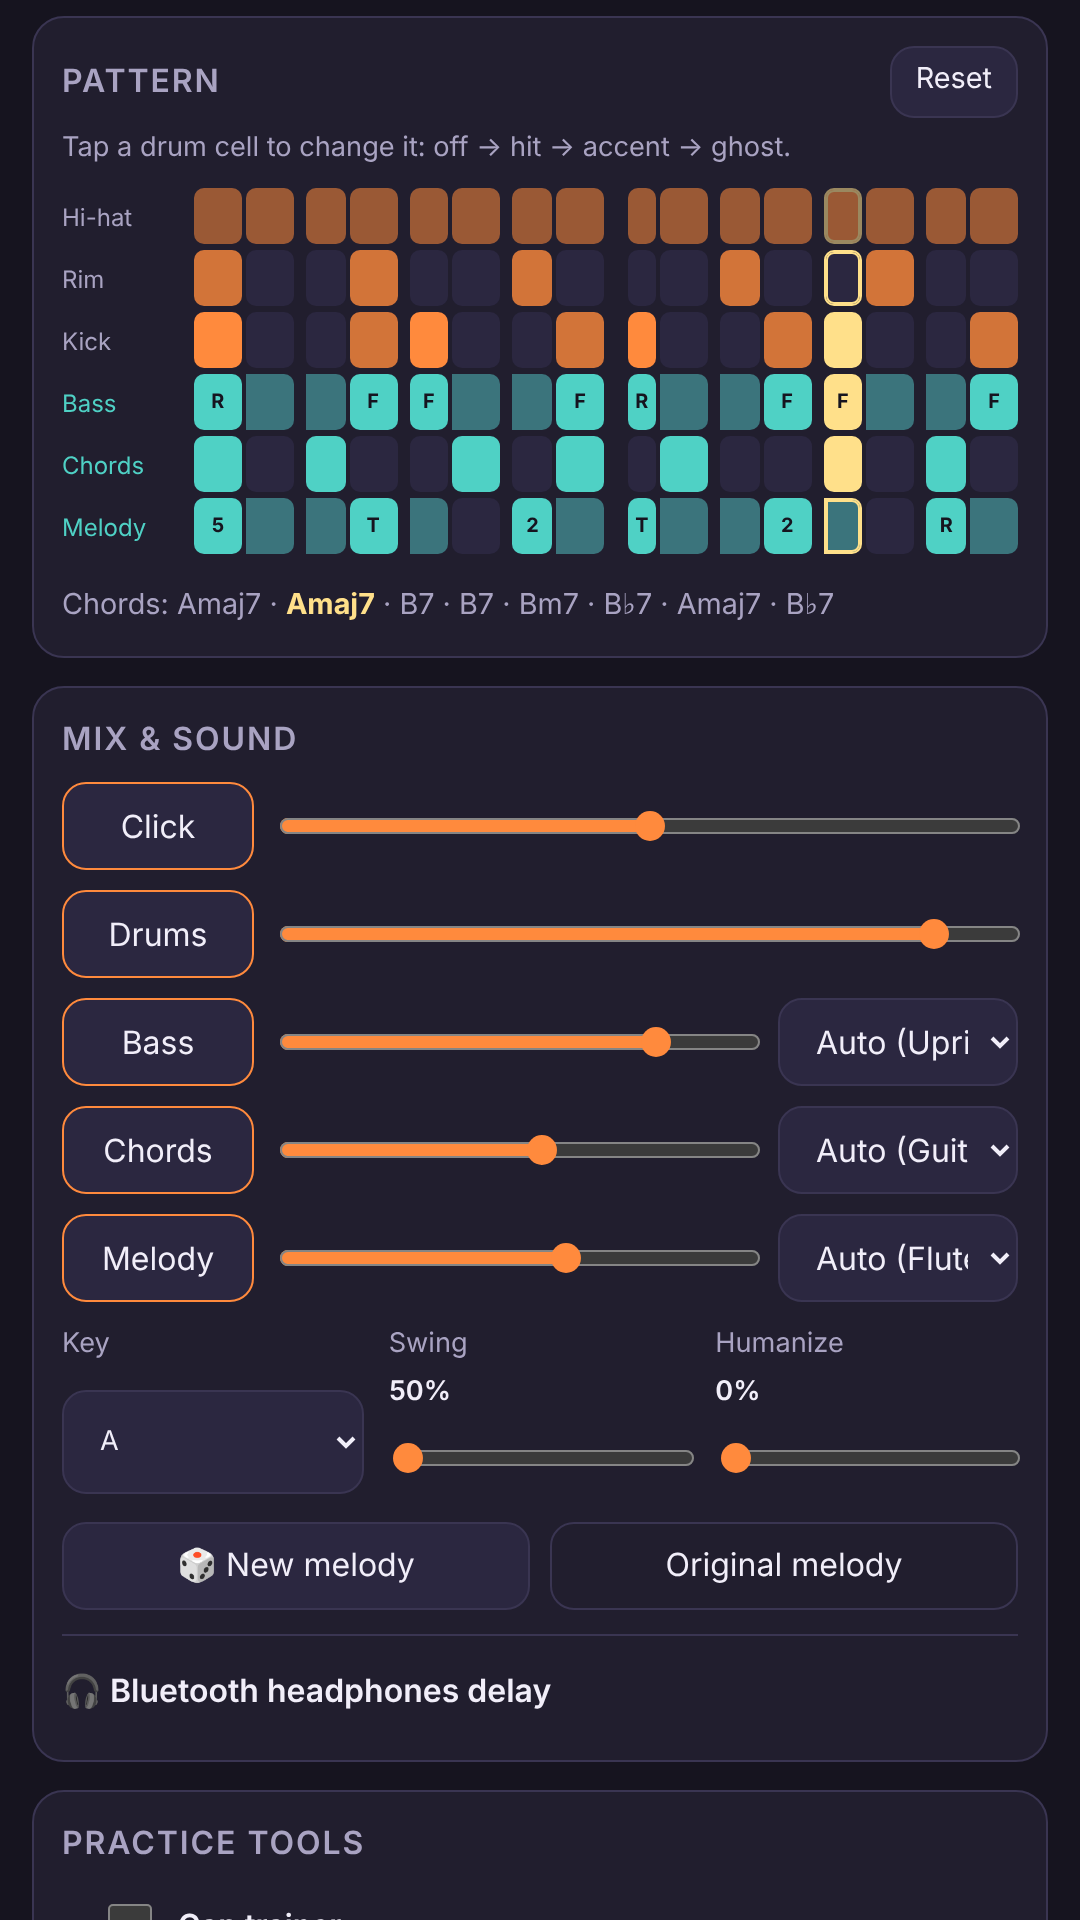 PATTERN
Reset
Tap a drum cell to change it: off → hit → accent → ghost.
Hi-hat
Rim
Kick
Bass R F F F R F F F
Chords
Melody 5 T 2 T 2 R
Chords: Amaj7 · Amaj7 · B7 · B7 · Bm7 · B♭7 · Amaj7 · B♭7
MIX & SOUND
Click
Drums
Bass Auto (Upri
Chords Auto (Guit
Melody Auto (Flute
Key Swing Humanize
50% 0%
A
🎲 New melody Original melody
🎧 Bluetooth headphones delay
PRACTICE TOOLS